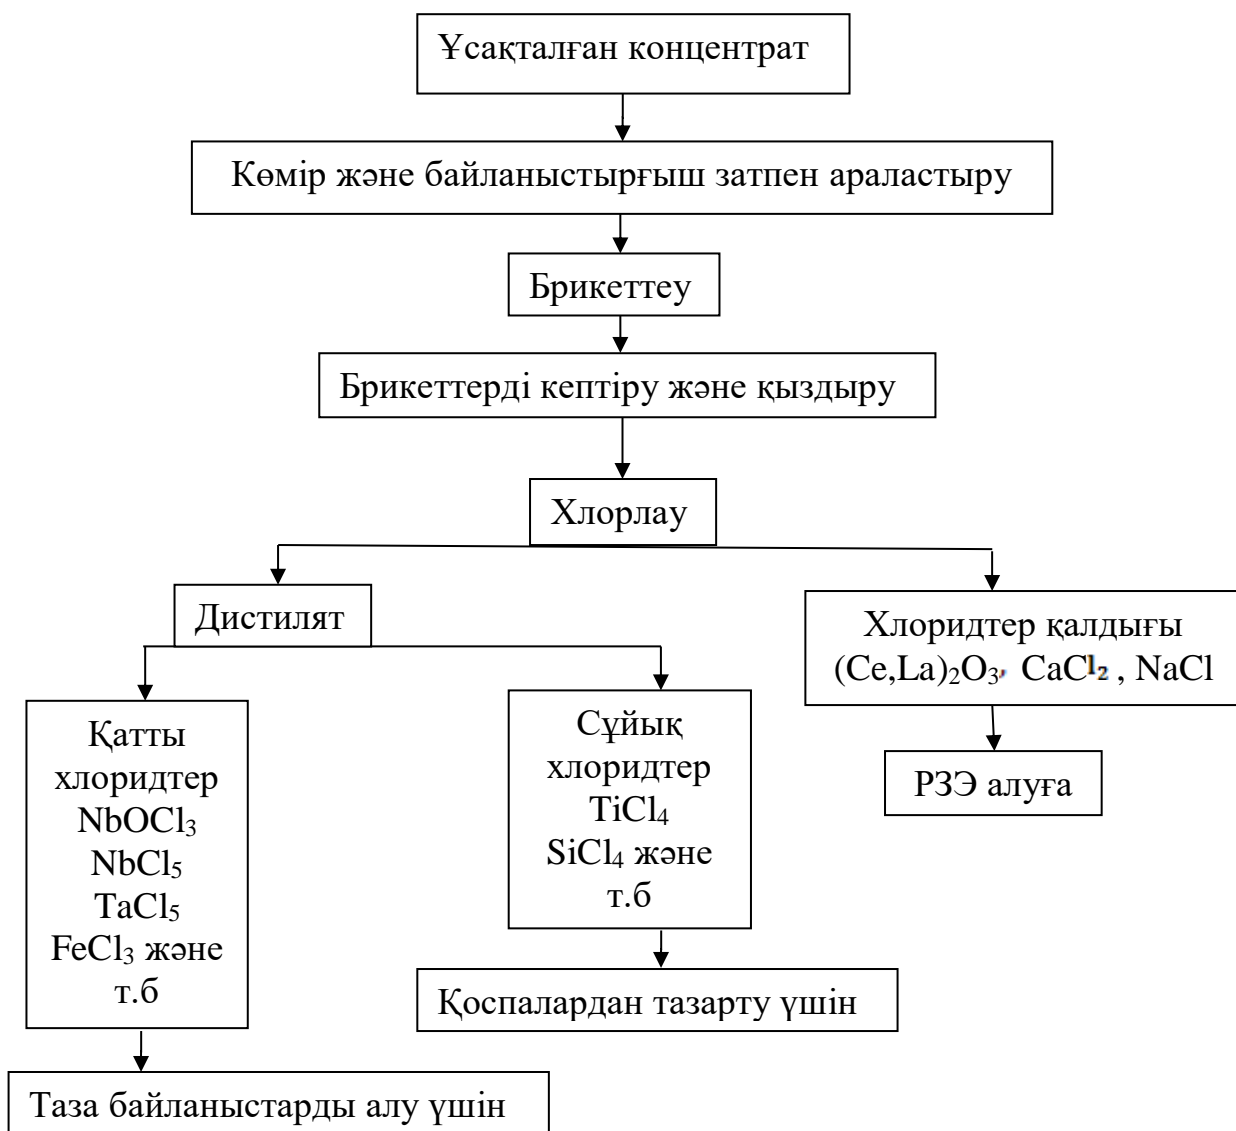 Ұсақталған концентрат
Көмір және байланыстырғыш затпен араластыру
Брикеттеу
Брикеттерді кептіру және қыздыру
Хлорлау
Дистилят
Хлоридтер қалдығы
(Ce,La)₂O₃, CaCl₂ , NaCl
Қатты
хлоридтер
NbOCl₃
NbCl₅
TaCl₅
FeCl₃ және
т.б
Сұйық
хлоридтер
TiCl₄
SiCl₄ және
т.б
РЗЭ алуға
Қоспалардан тазарту үшін
Таза байланыстарды алу үшін